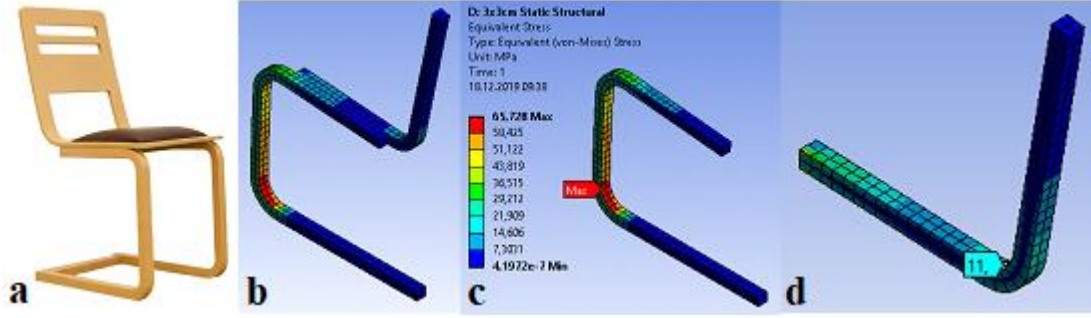 D: 3x3cm Static Structural
Equivalent Stress
Type: Equivalent (von-Mises) Stress
Unit: MPa
Time: 1
18.12.2019 09:38
65,728 Max
58,425
51,122
43,819
36,515
29,212
21,909
14,606
7,3031
4,1972e-7 Min
Max
11,
a
b
c
d